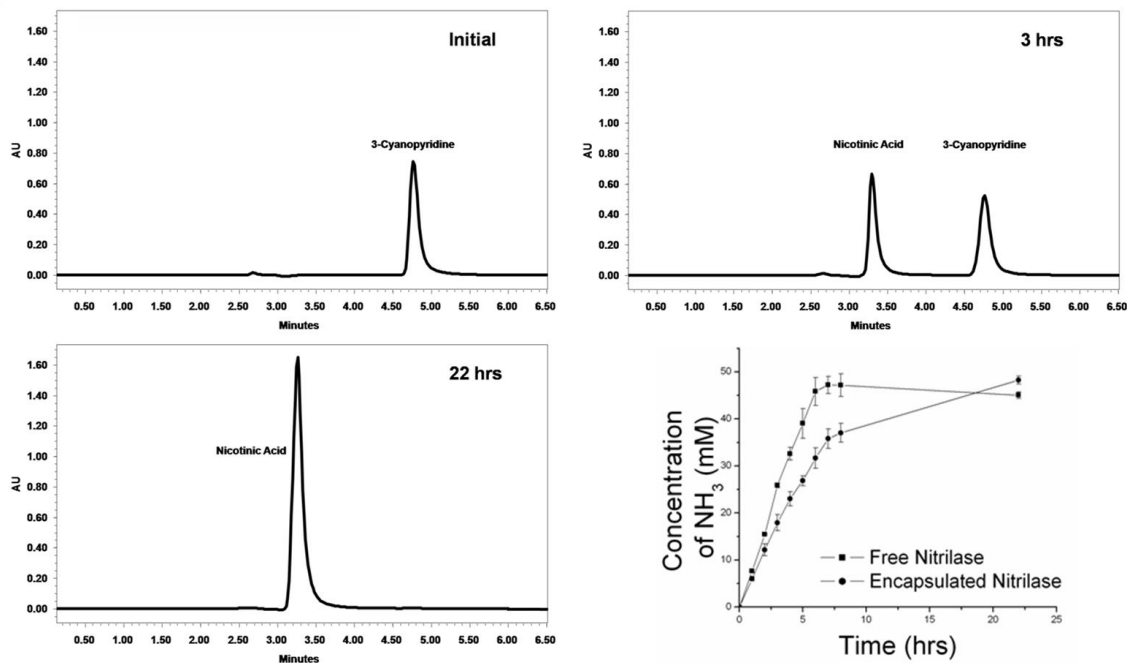 Initial
1.60
1.40
1.20
1.00
0.80
0.60
0.40
0.20
0.00
AU
3-Cyanopyridine
0.50 1.00 1.50 2.00 2.50 3.00 3.50 4.00 4.50 5.00 5.50 6.00 6.50
Minutes
3 hrs
1.60
1.40
1.20
1.00
0.80
0.60
0.40
0.20
0.00
AU
Nicotinic Acid 3-Cyanopyridine
0.50 1.00 1.50 2.00 2.50 3.00 3.50 4.00 4.50 5.00 5.50 6.00 6.50
Minutes
22 hrs
1.60
1.40
1.20
1.00
0.80
0.60
0.40
0.20
0.00
AU
Nicotinic Acid
0.50 1.00 1.50 2.00 2.50 3.00 3.50 4.00 4.50 5.00 5.50 6.00 6.50
Minutes
Concentration
of NH3 (mM)
50
40
30
20
10
0
Free Nitrilase
Encapsulated Nitrilase
0 5 10 15 20 25
Time (hrs)